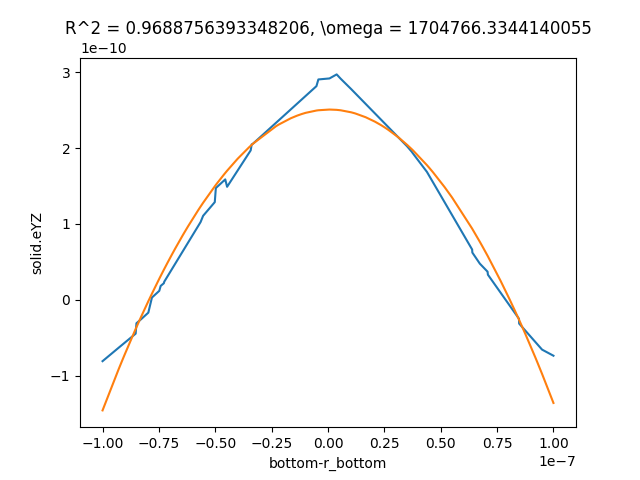 R^2 = 0.9688756393348206, \omega = 1704766.3344140055
1e−10
3
2
1
0
−1
solid.eYZ
−1.00 −0.75 −0.50 −0.25 0.00 0.25 0.50 0.75 1.00
1e−7
bottom-r_bottom